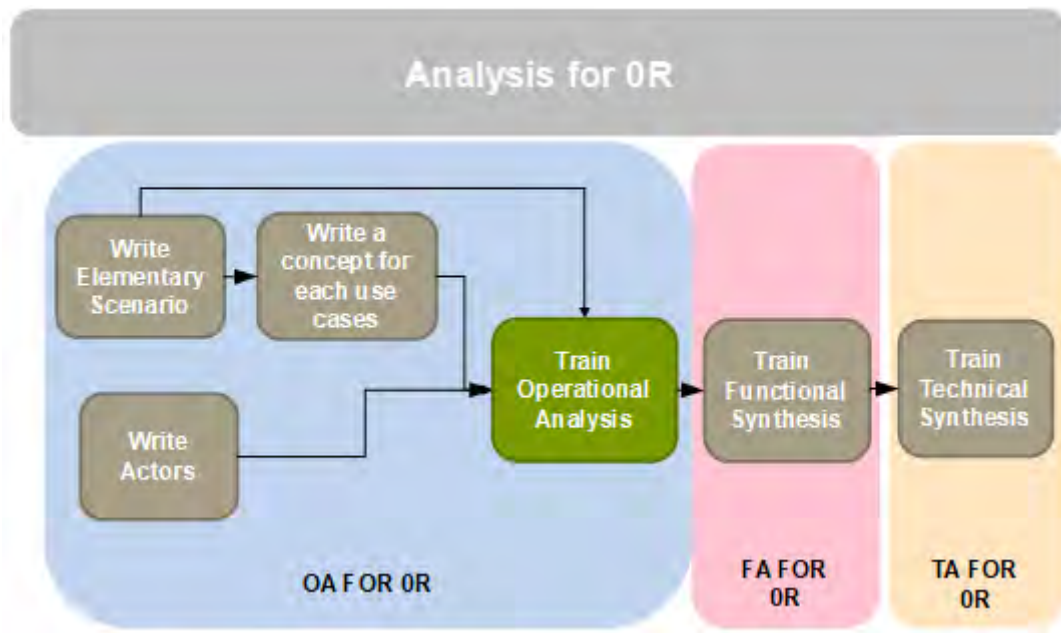 Analysis for 0R
Write
Elementary
Scenario
Write a
concept for
each use
cases
Train
Operational
Analysis
Train
Functional
Synthesis
Train
Technical
Synthesis
Write
Actors
OA FOR 0R
FA FOR
0R
TA FOR
0R